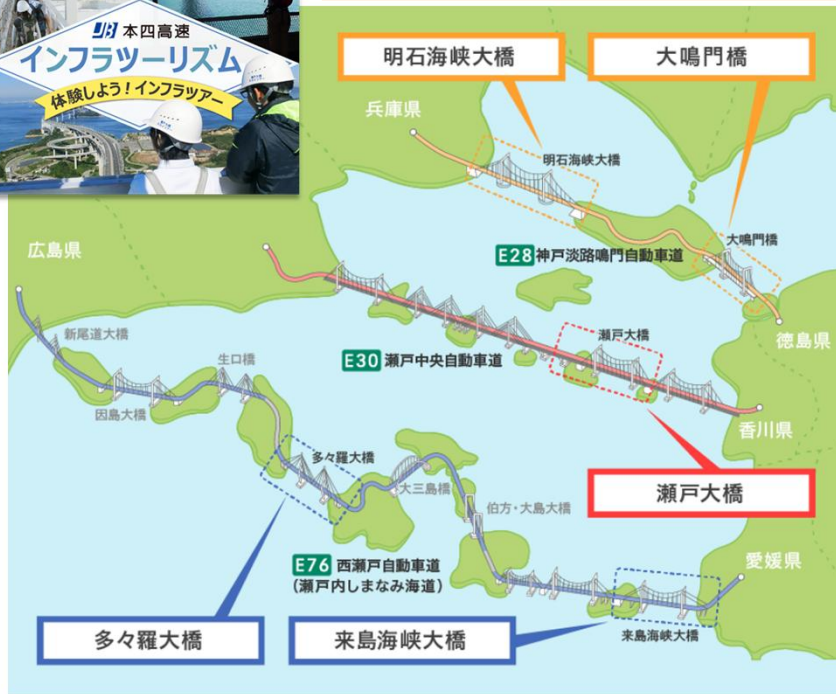 JB 本四高速
インフラツーリズム
体験しよう!インフラツアー
明石海峡大橋
大鳴門橋
兵庫県
明石海峡大橋
大鳴門橋
E28 神戸淡路鳴門自動車道
広島県
徳島県
新尾道大橋
生口橋
瀬戸大橋
E30 瀬戸中央自動車道
因島大橋
香川県
多々羅大橋
大三島橋
瀬戸大橋
伯方・大島大橋
E76 西瀬戸自動車道
(瀬戸内しまなみ海道)
愛媛県
多々羅大橋
来島海峡大橋
来島海峡大橋